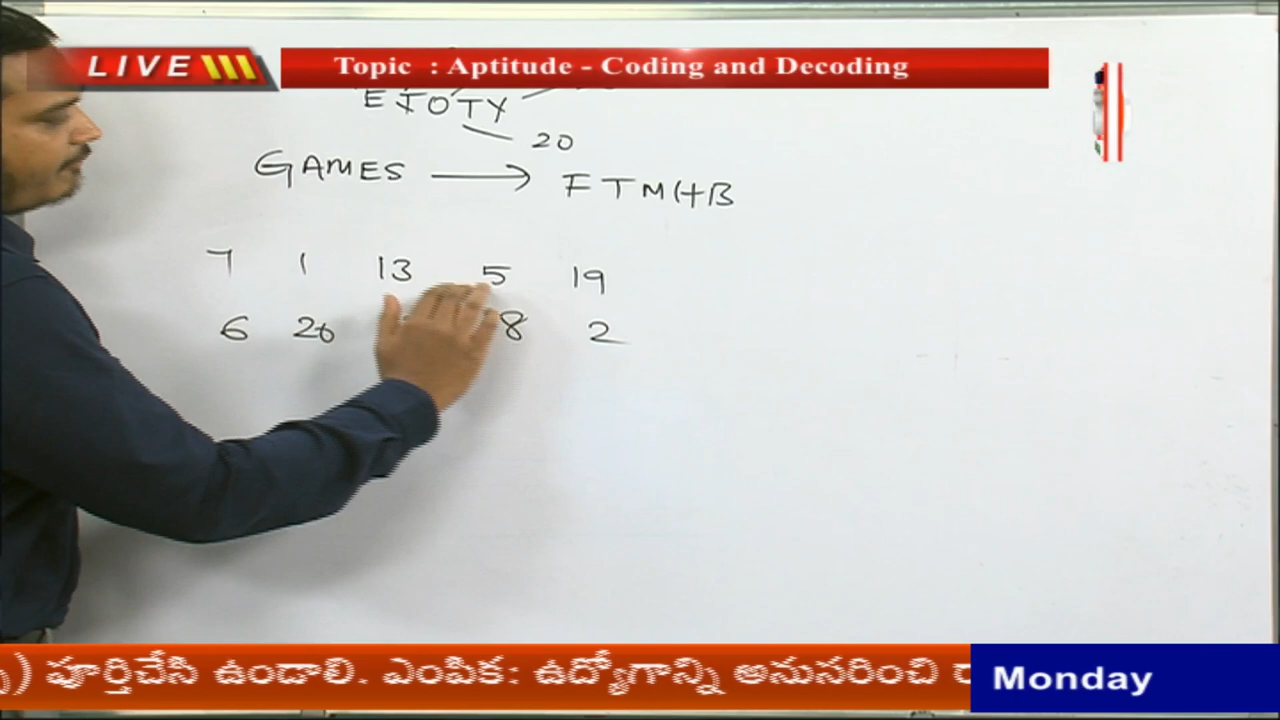 LIVE
Topic : Aptitude - Coding and Decoding
EJOTY
20
GAMES → FTMHB
7 1 13 5 19
6 20 8 2
పూర్తిచేసి ఉండాలి. ఎంపిక: ఉద్యోగాన్ని అనుసరించి
Monday